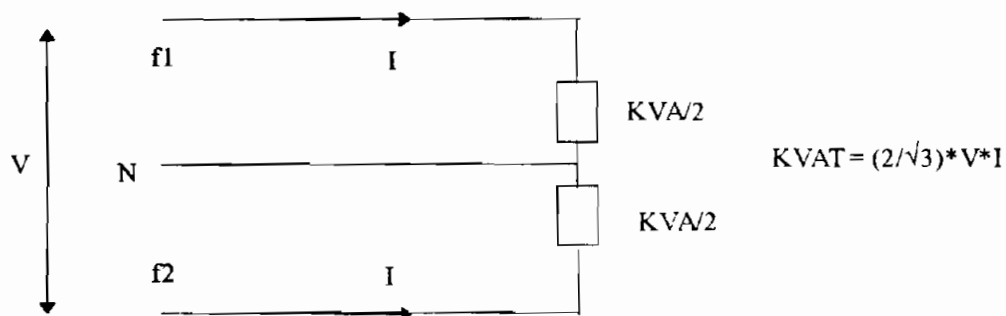 f1
I
KVA/2
V
N
KVAT = (2/√3)*V*I
KVA/2
f2
I